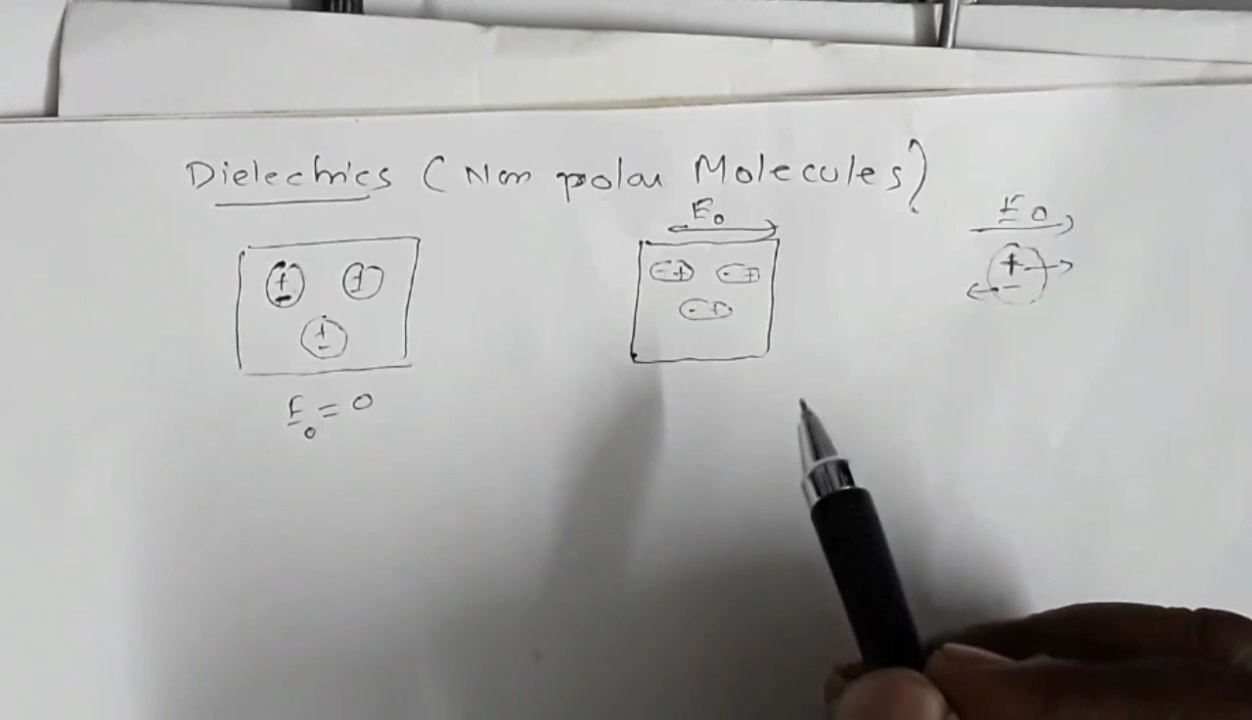 Dielectrics (Non polar Molecules)
E₀
E₀
+ - + + -
- + - + - +
+ -
E₀ = 0